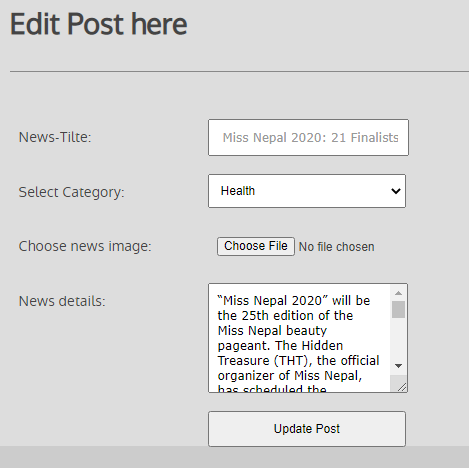 Edit Post here
News-Tilte:
Miss Nepal 2020: 21 Finalists
Select Category:
Health
Choose news image:
Choose File No file chosen
News details:
“Miss Nepal 2020” will be
the 25th edition of the
Miss Nepal beauty
pageant. The Hidden
Treasure (THT), the official
organizer of Miss Nepal,
has scheduled the
Update Post